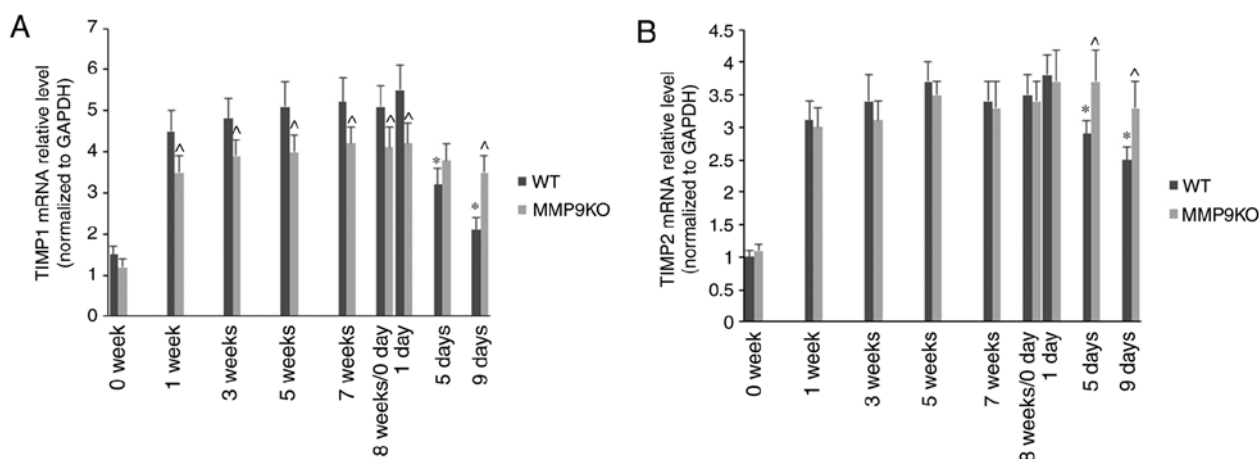 A
TIMP1 mRNA relative level
(normalized to GAPDH)
7
6
5
4
3
2
1
0
^
^
^
^
^
^
*
*
^
0 week
1 week
3 weeks
5 weeks
7 weeks
8 weeks/0 day
1 day
5 days
9 days
WT
MMP9KO
B
TIMP2 mRNA relative level
(normalized to GAPDH)
4.5
4
3.5
3
2.5
2
1.5
1
0.5
0
*
^
*
^
0 week
1 week
3 weeks
5 weeks
7 weeks
8 weeks/0 day
1 day
5 days
9 days
WT
MMP9KO